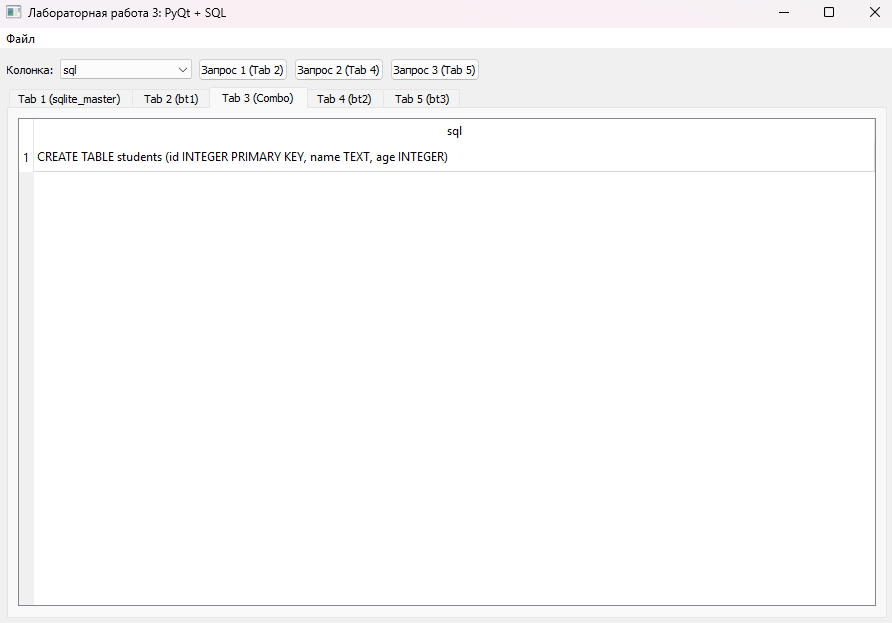 Лабораторная работа 3: PyQt + SQL
Файл
Колонка: sql Запрос 1 (Tab 2) Запрос 2 (Tab 4) Запрос 3 (Tab 5)
Tab 1 (sqlite_master) Tab 2 (bt1) Tab 3 (Combo) Tab 4 (bt2) Tab 5 (bt3)
sql
1 CREATE TABLE students (id INTEGER PRIMARY KEY, name TEXT, age INTEGER)